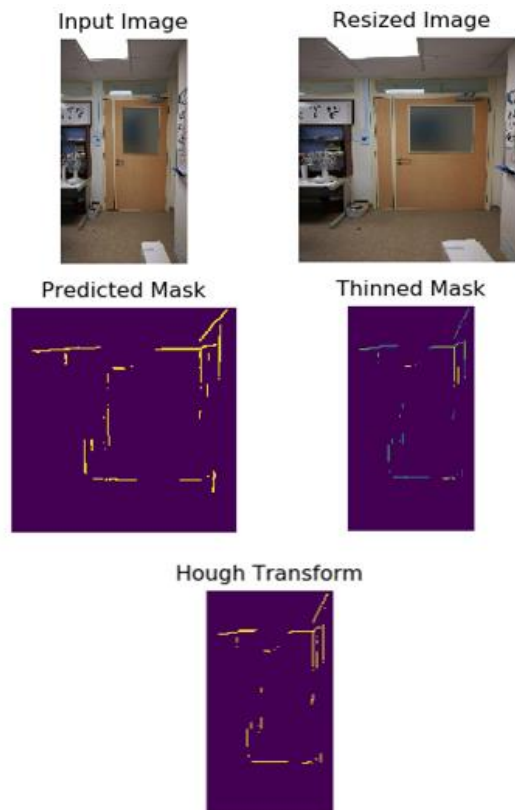 Input Image
Resized Image
Predicted Mask
Thinned Mask
Hough Transform